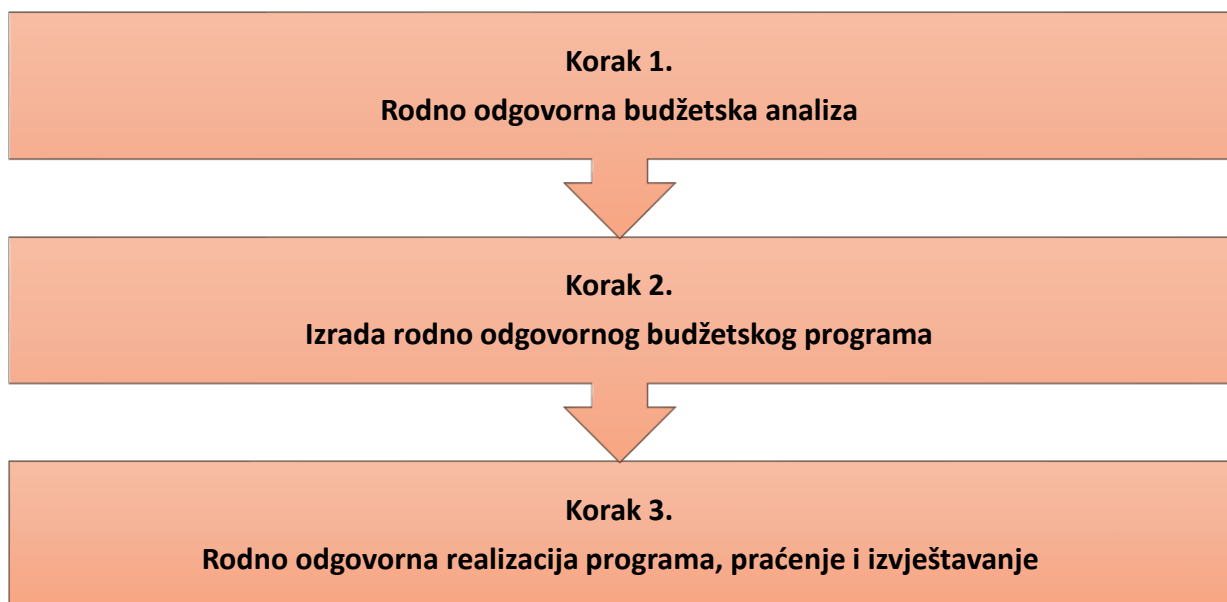 Korak 1.
Rodno odgovorna budžetska analiza
Korak 2.
Izrada rodno odgovornog budžetskog programa
Korak 3.
Rodno odgovorna realizacija programa, praćenje i izvještavanje